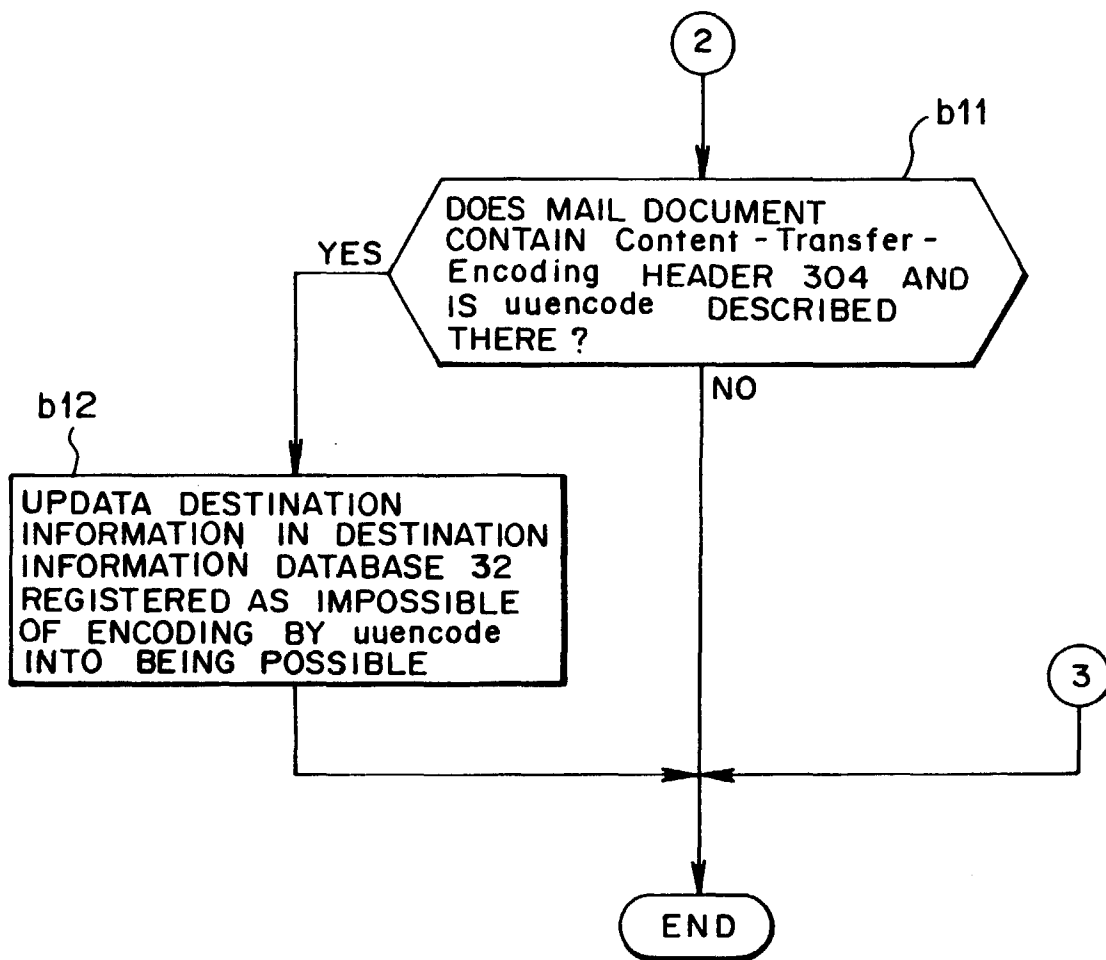 2
b11
DOES MAIL DOCUMENT
CONTAIN Content-Transfer-
Encoding HEADER 304 AND
IS uuencode DESCRIBED
THERE?
YES
NO
b12
UPDATA DESTINATION
INFORMATION IN DESTINATION
INFORMATION DATABASE 32
REGISTERED AS IMPOSSIBLE
OF ENCODING BY uuencode
INTO BEING POSSIBLE
3
END